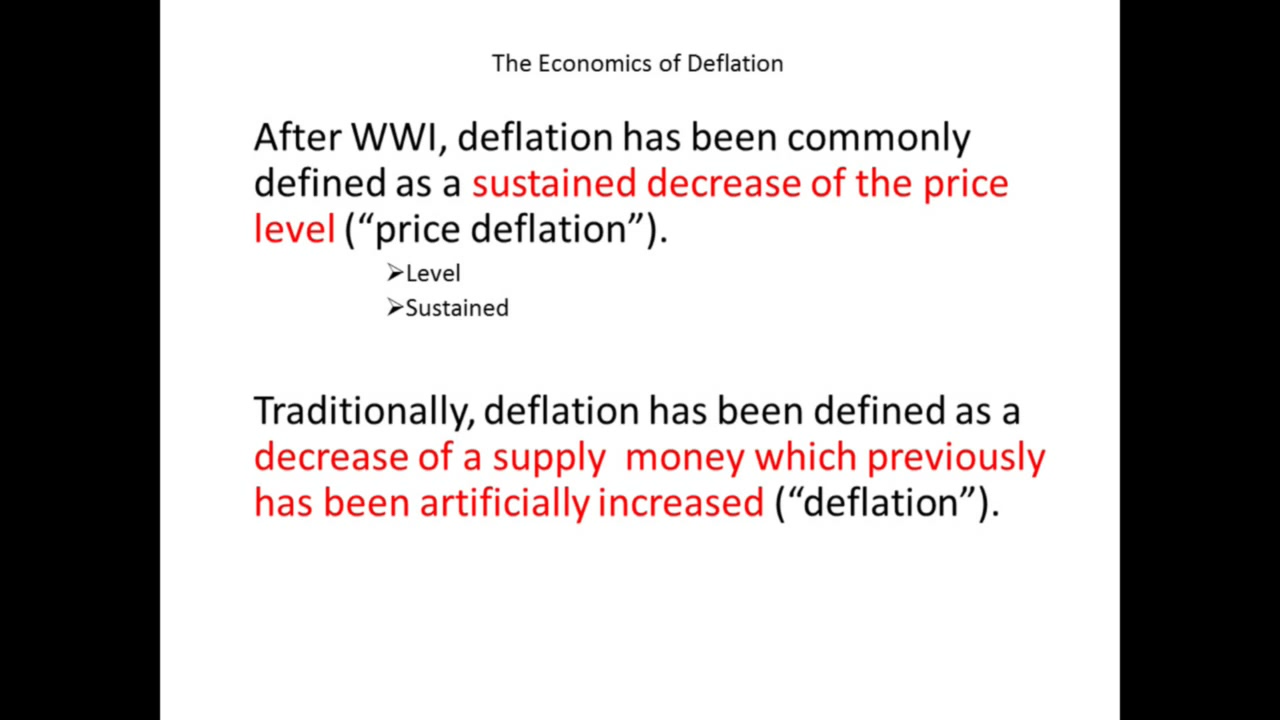 The Economics of Deflation
After WWI, deflation has been commonly
defined as a sustained decrease of the price
level (“price deflation”).
➢Level
➢Sustained
Traditionally, deflation has been defined as a
decrease of a supply  money which previously
has been artificially increased (“deflation”).